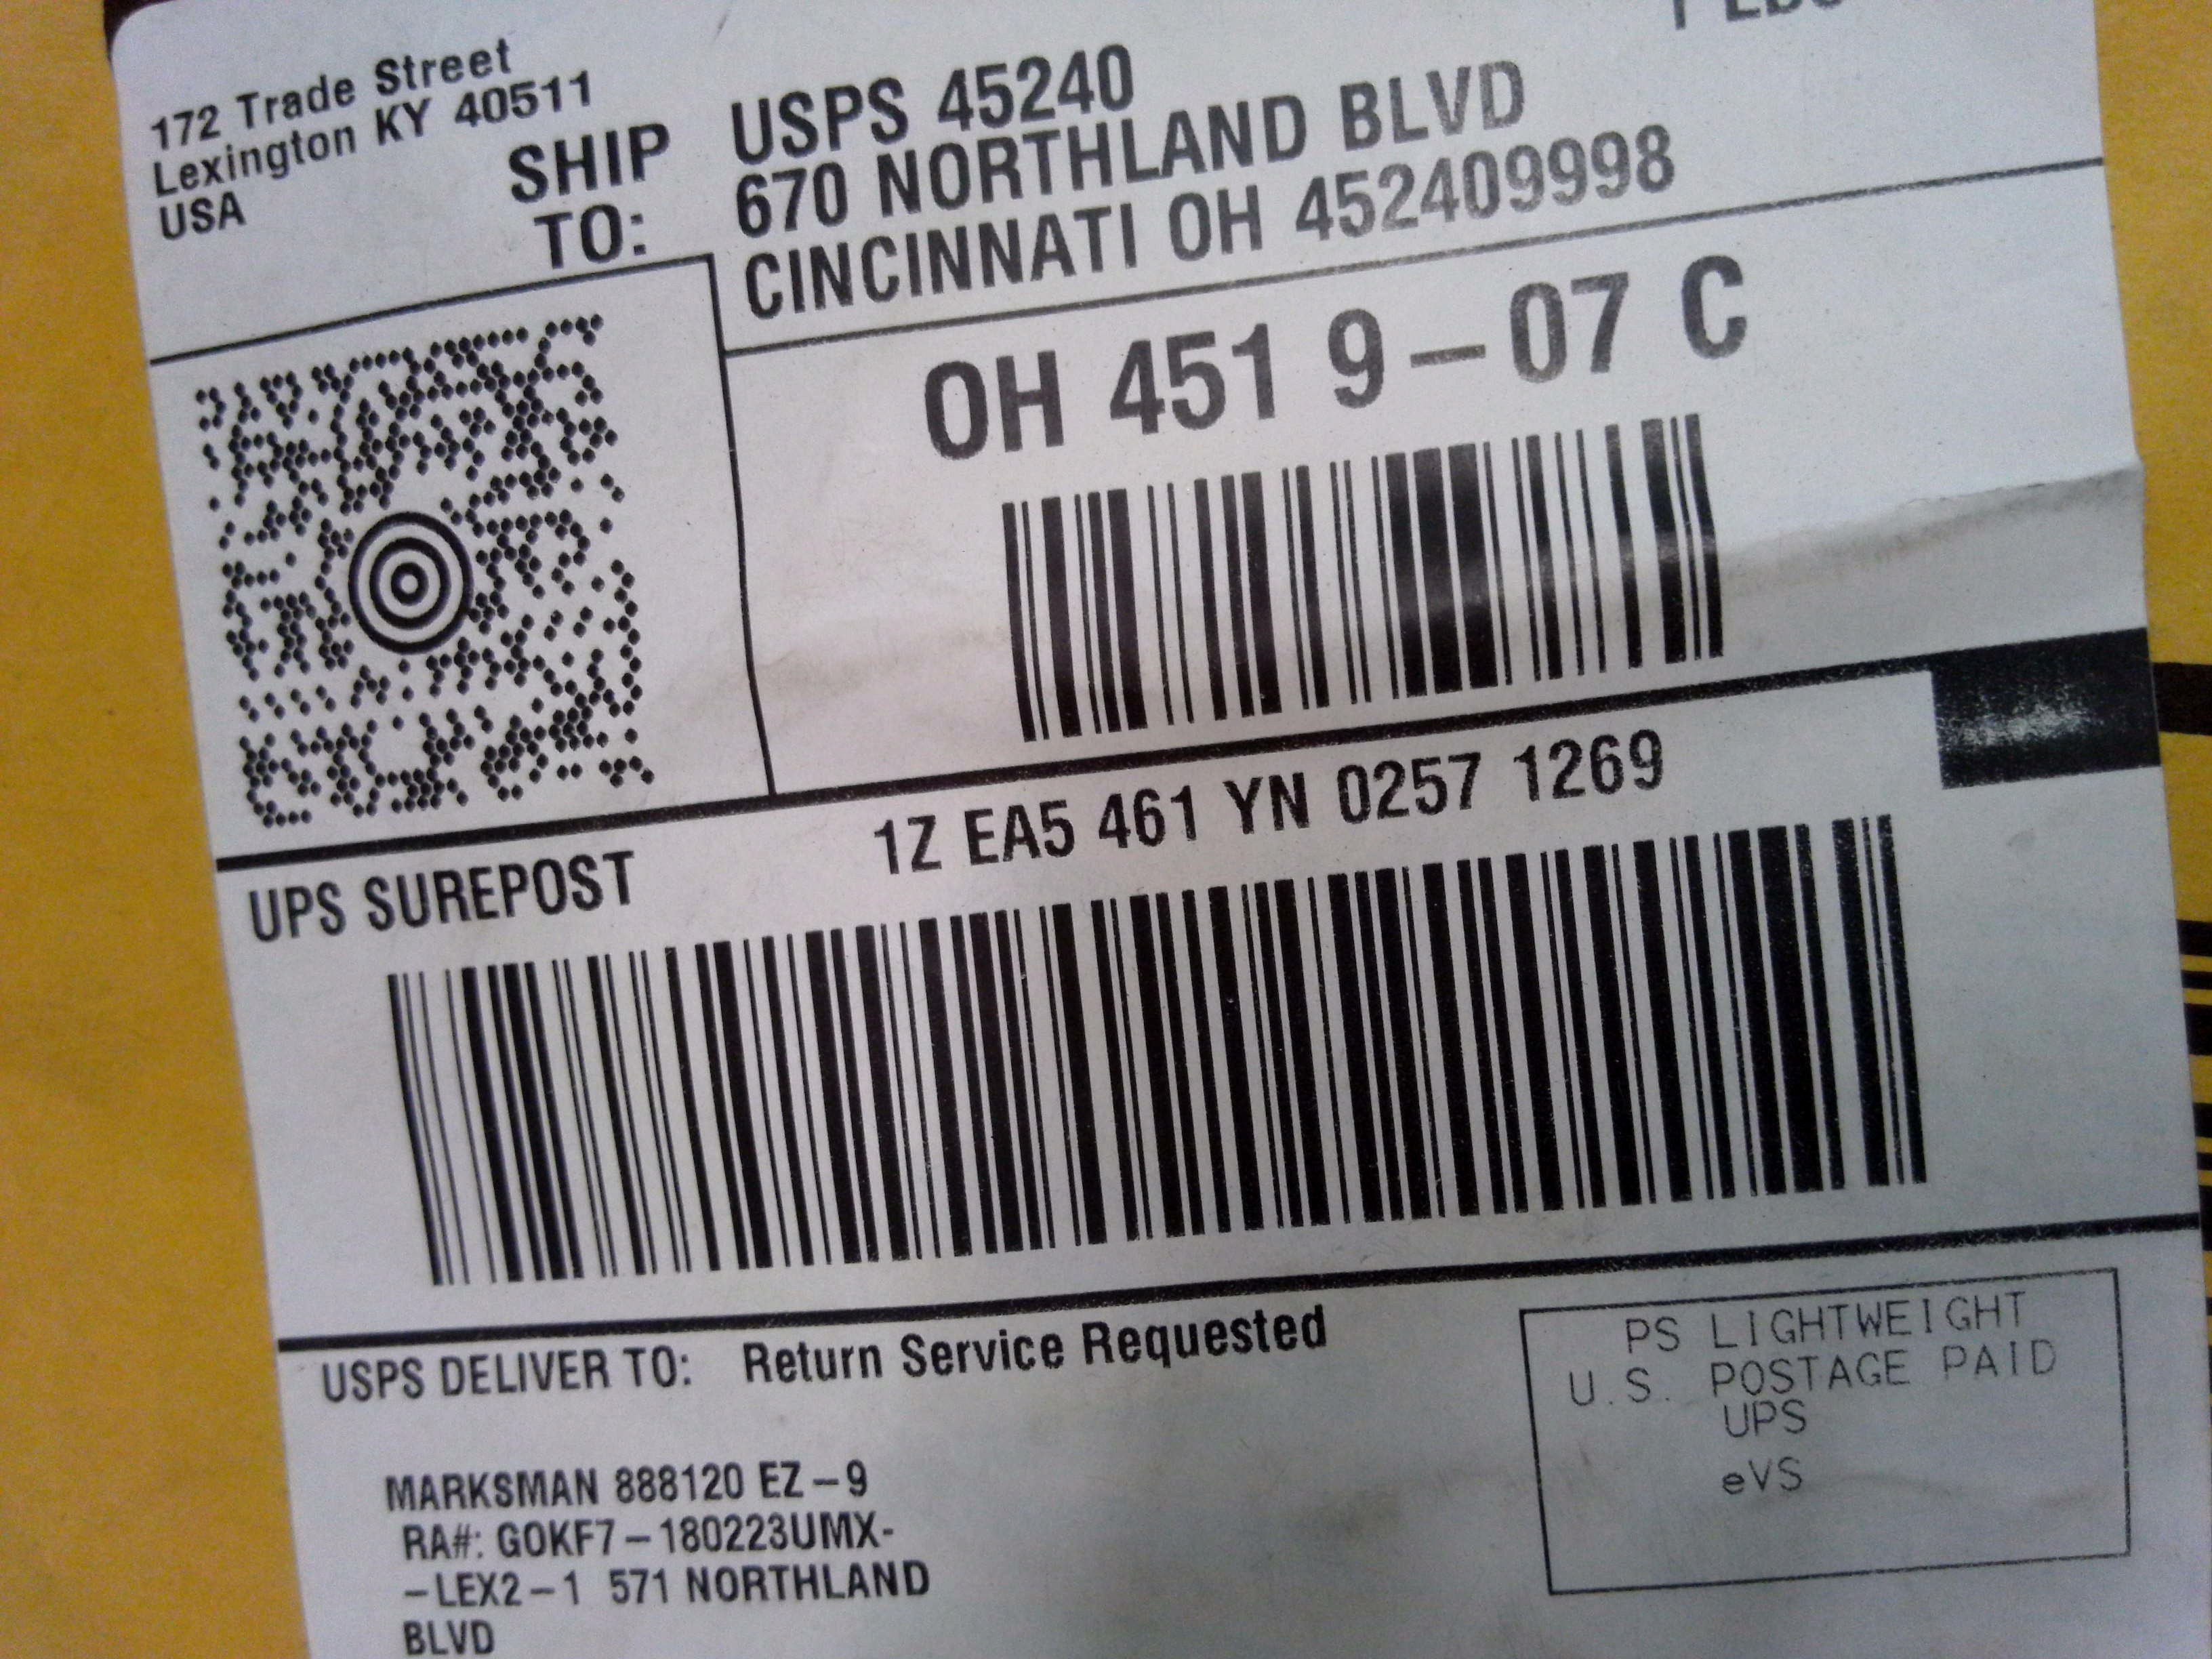 172 Trade Street
Lexington KY 40511
USA
SHIP
TO:
USPS 45240
670 NORTHLAND BLVD
CINCINNATI OH 452409998
OH 451 9-07 C
UPS SUREPOST
1Z EA5 461 YN 0257 1269
USPS DELIVER TO: Return Service Requested
MARKSMAN 888120 EZ-9
RA#: GOKF7-180223UMX-
-LEX2-1 571 NORTHLAND
BLVD
PS LIGHTWEIGHT
U.S. POSTAGE PAID
UPS
eVS